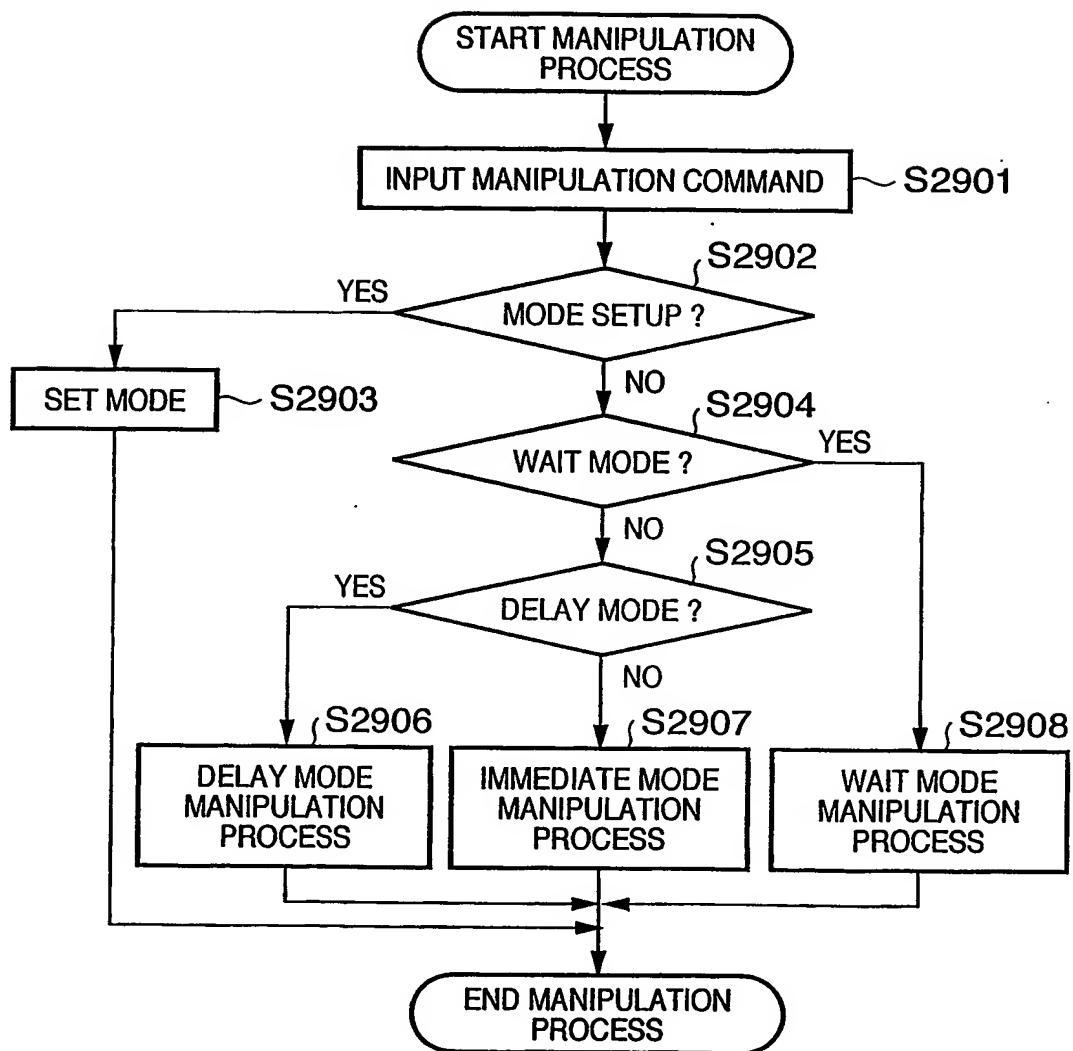 START MANIPULATION
PROCESS
INPUT MANIPULATION COMMAND
S2901
S2902
YES
MODE SETUP ?
NO
SET MODE
S2903
S2904
WAIT MODE ?
YES
NO
S2905
YES
DELAY MODE ?
NO
S2906
DELAY MODE
MANIPULATION
PROCESS
S2907
IMMEDIATE MODE
MANIPULATION
PROCESS
S2908
WAIT MODE
MANIPULATION
PROCESS
END MANIPULATION
PROCESS